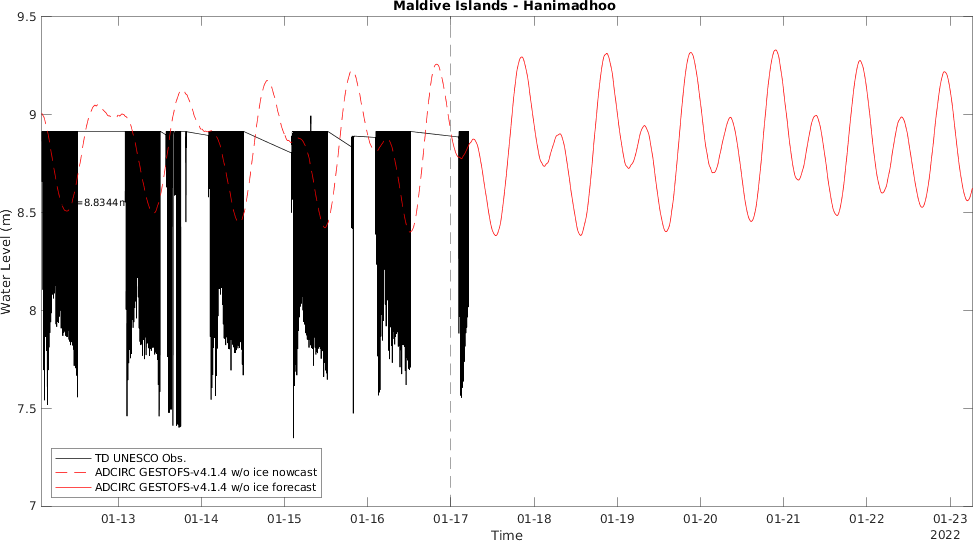 Maldive Islands - Hanimadhoo
9.5
9
8.5
8
7.5
7
Water Level (m)
=8.8344m
TD UNESCO Obs.
ADCIRC GESTOFS-v4.1.4 w/o ice nowcast
ADCIRC GESTOFS-v4.1.4 w/o ice forecast
01-13 01-14 01-15 01-16 01-17 01-18 01-19 01-20 01-21 01-22 01-23
Time
2022